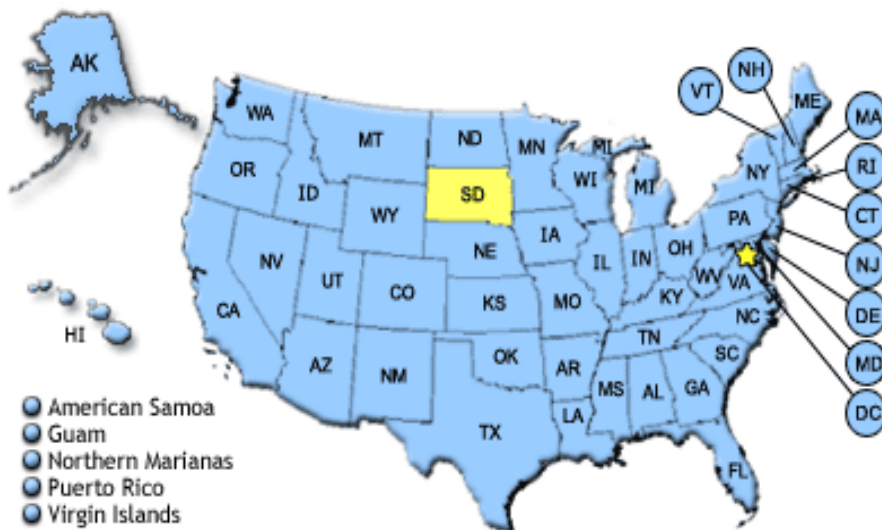 AK
WA
MT
ND
MN
OR
ID
WY
SD
WI
MI
MI
NY
ME
VT
NH
MA
RI
CT
NJ
DE
MD
DC
NV
UT
CO
NE
IA
IL
IN
OH
PA
WV
VA
CA
AZ
NM
KS
MO
KY
NC
OK
AR
TN
SC
TX
LA
MS
AL
GA
FL
HI
American Samoa
Guam
Northern Marianas
Puerto Rico
Virgin Islands